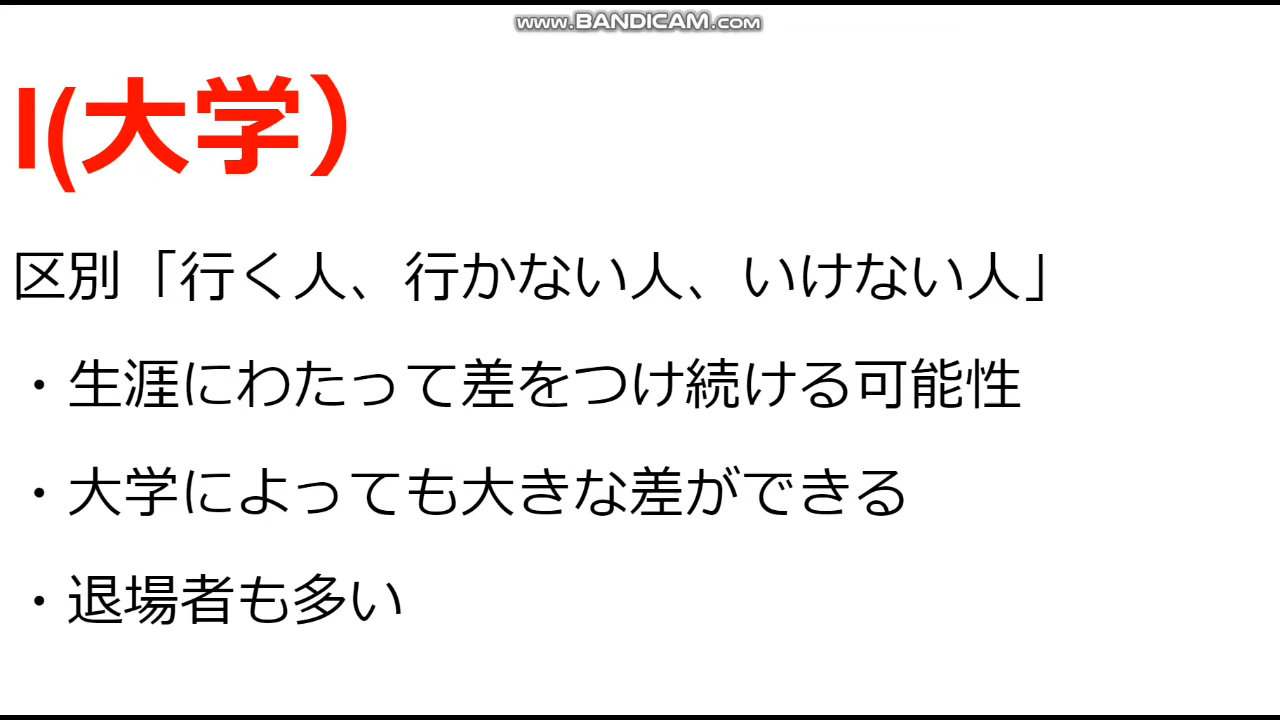 www.BANDICAM.com
I(大学）
区別「行く人、行かない人、いけない人」
・生涯にわたって差をつけ続ける可能性
・大学によっても大きな差ができる
・退場者も多い